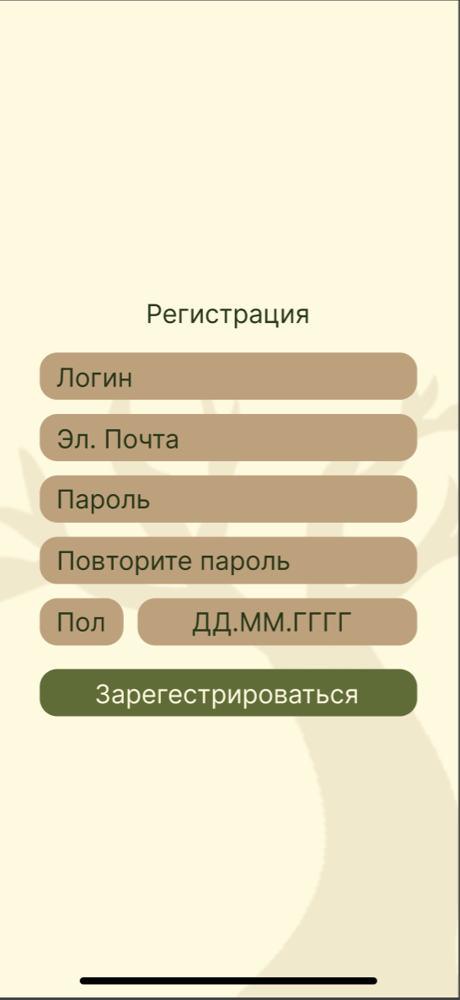 Регистрация
Логин
Эл. Почта
Пароль
Повторите пароль
Пол ДД.ММ.ГГГГ
Зарегестрироваться